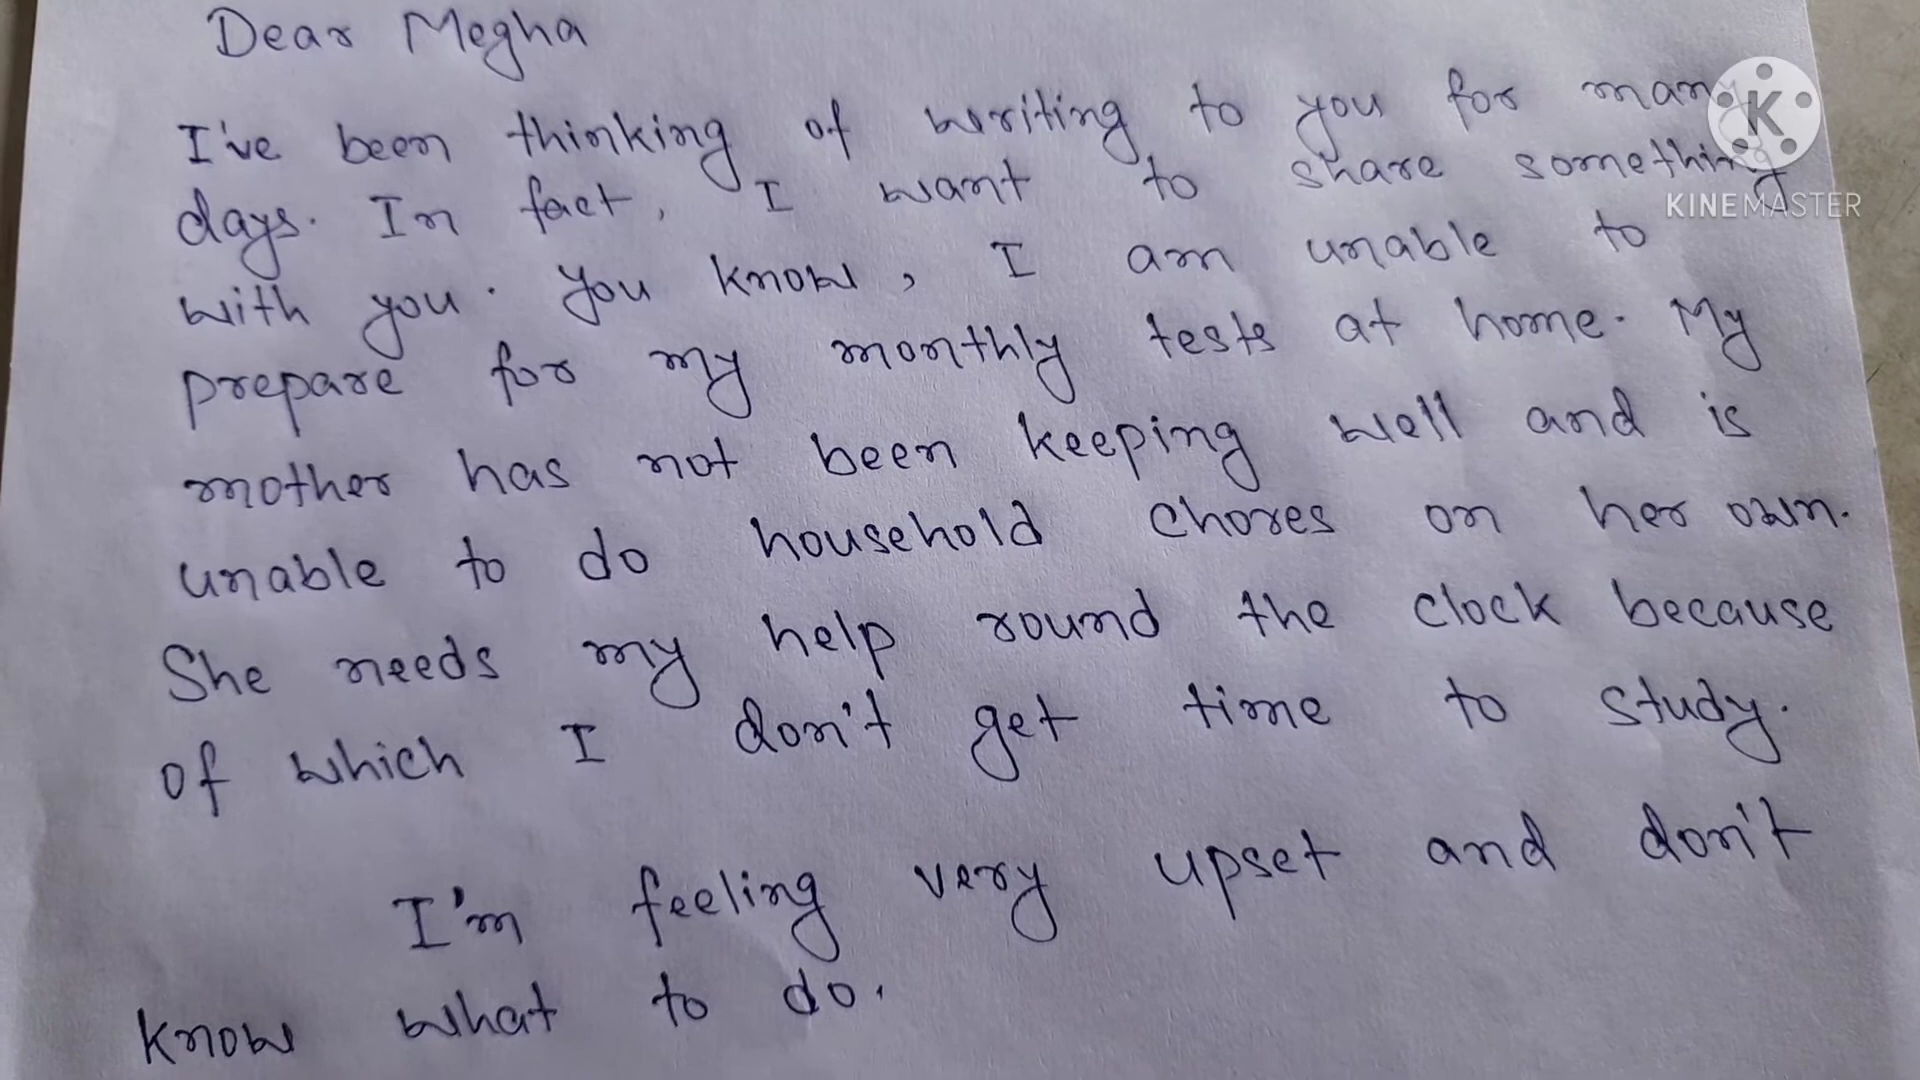 Dear Megha
I've been thinking of writing to you for many
days. In fact, I want to share something
with you. You know, I am unable to
prepare for my monthly tests at home. My
mother has not been keeping well and is
unable to do household chores on her own.
She needs my help round the clock because
of which I don't get time to study.
I'm feeling very upset and don't
know what to do.
K
KINEMASTER